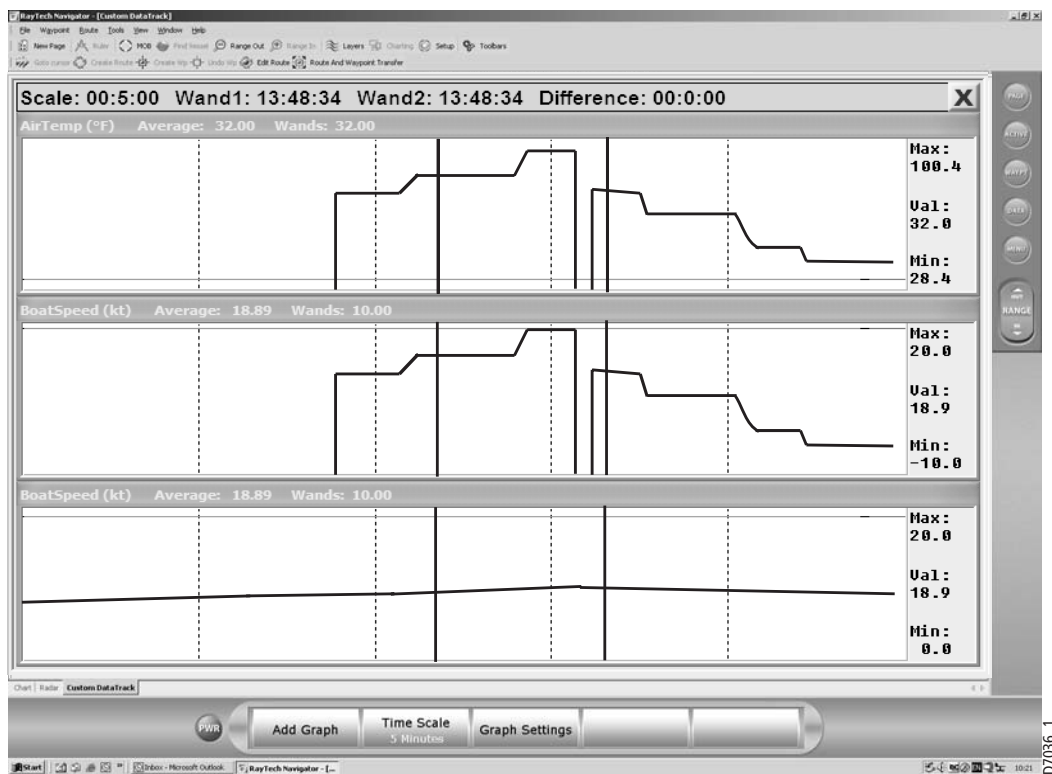 RayTech Navigator - [Custom DataTrack]
File Waypoint Route Tools View Window Help
New Page Ruler MOB Find Vessel Range Out Range In Layers Charting Setup Toolbars
Goto cursor Create Route Create Wp Undo Wp Edit Route Route And Waypoint Transfer
Scale: 00:5:00 Wand1: 13:48:34 Wand2: 13:48:34 Difference: 00:0:00 X
AirTemp (°F) Average: 32.00 Wands: 32.00
Max:
100.4
Val:
32.0
Min:
28.4
BoatSpeed (kt) Average: 18.89 Wands: 10.00
Max:
20.0
Val:
18.9
Min:
-10.0
BoatSpeed (kt) Average: 18.89 Wands: 10.00
Max:
20.0
Val:
18.9
Min:
0.0
PAGE
ACTIVE
WAYPT
DATA
MENU
OUT
RANGE
IN
Chart Radar Custom DataTrack
PWR
Add Graph
Time Scale
5 Minutes
Graph Settings
Start
Inbox - Microsoft Outlook
RayTech Navigator - [...
10:21
D7036_1